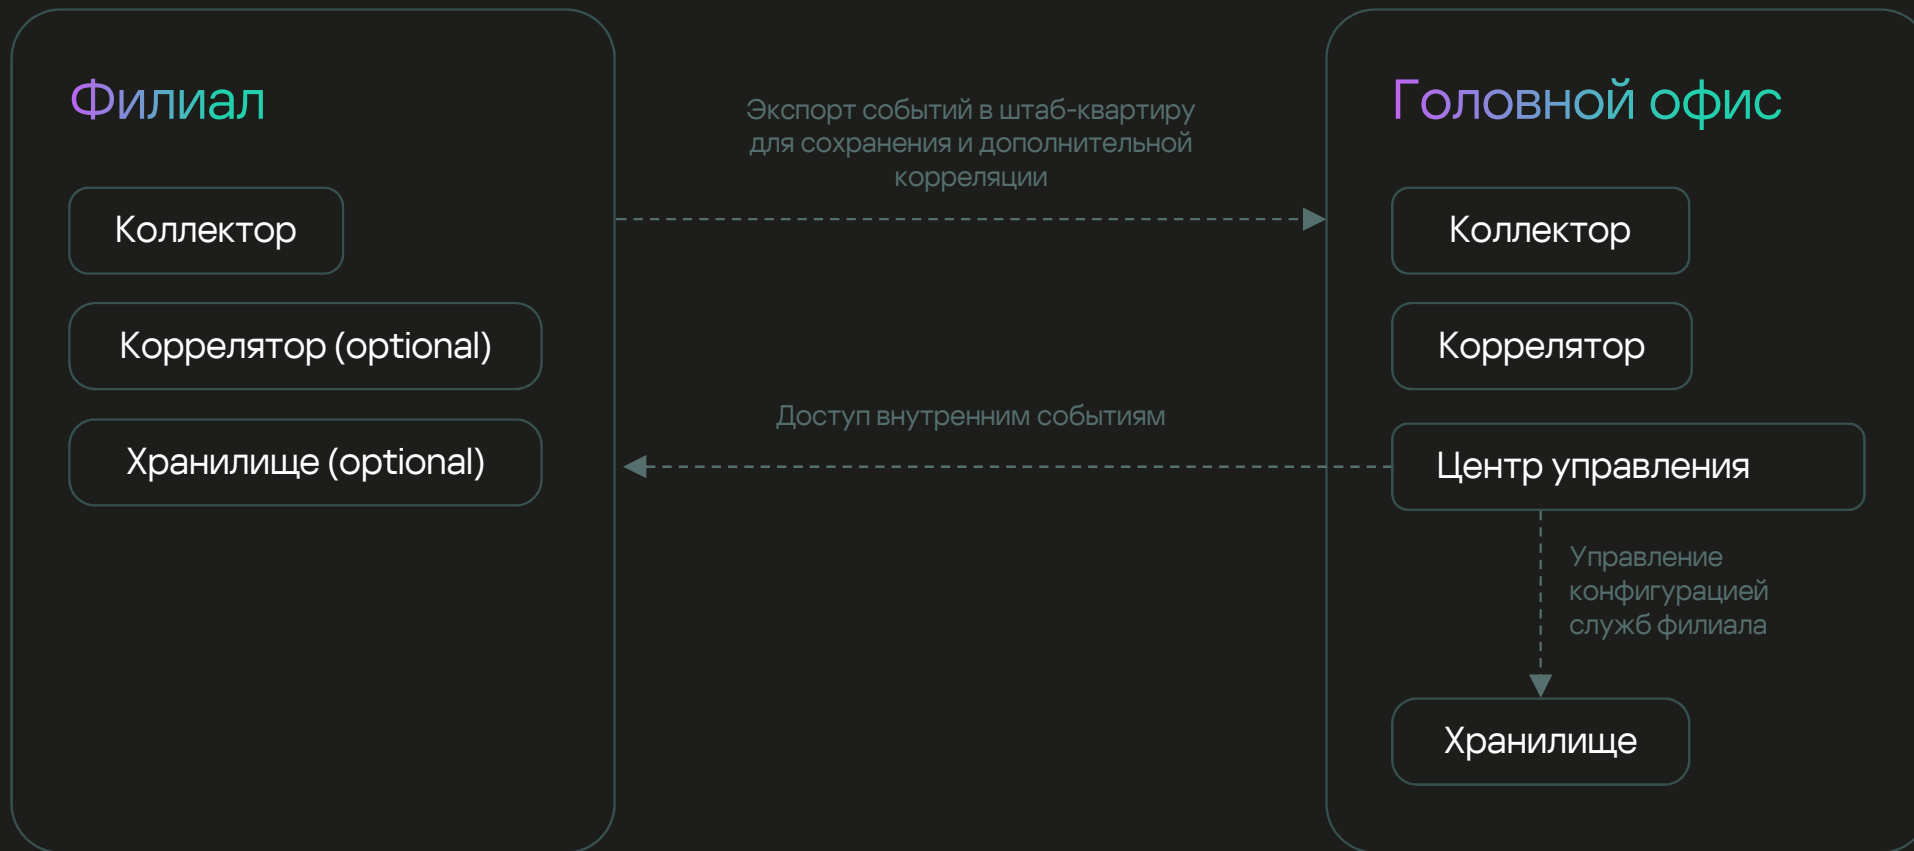 Филиал
Коллектор
Коррелятор (optional)
Хранилище (optional)
Экспорт событий в штаб-квартиру
для сохранения и дополнительной
корреляции
Доступ внутренним событиям
Головной офис
Коллектор
Коррелятор
Центр управления
Управление
конфигурацией
служб филиала
Хранилище